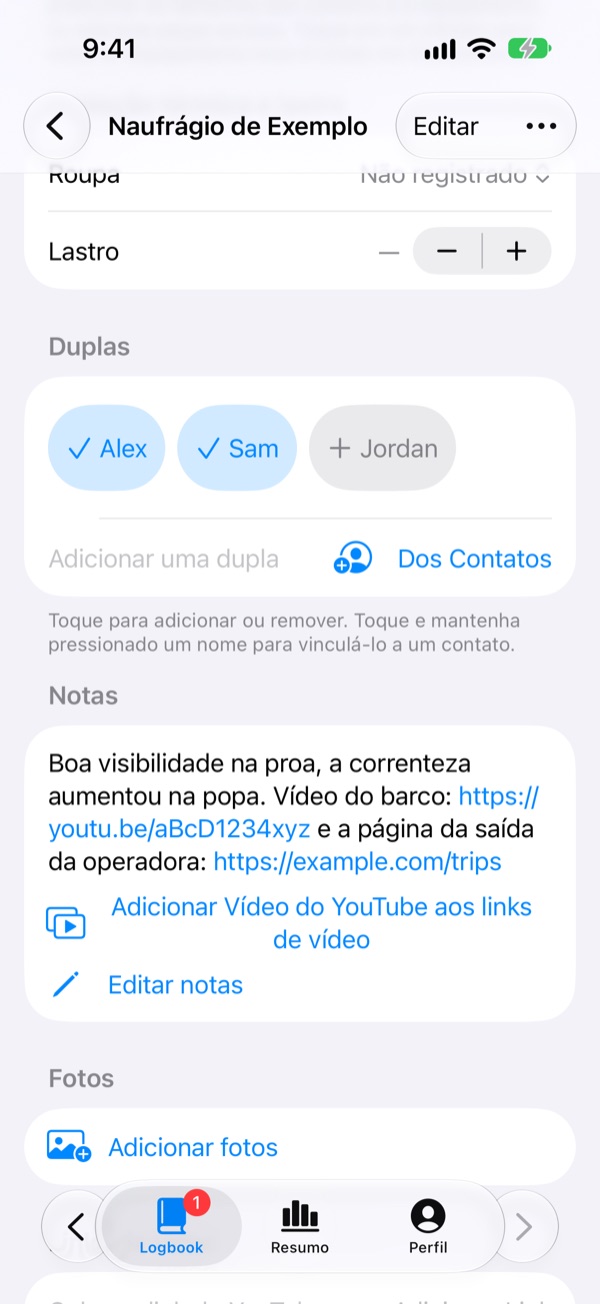 9:41
Naufrágio de Exemplo
Editar
Roupa
Não registrado
Lastro
—
Duplas
Alex
Sam
Jordan
Adicionar uma dupla
Dos Contatos
Toque para adicionar ou remover. Toque e mantenha
pressionado um nome para vinculá-lo a um contato.
Notas
Boa visibilidade na proa, a correnteza
aumentou na popa. Vídeo do barco: https://
youtu.be/aBcD1234xyz e a página da saída
da operadora: https://example.com/trips
Adicionar Vídeo do YouTube aos links
de vídeo
Editar notas
Fotos
Adicionar fotos
1
Logbook
Resumo
Perfil